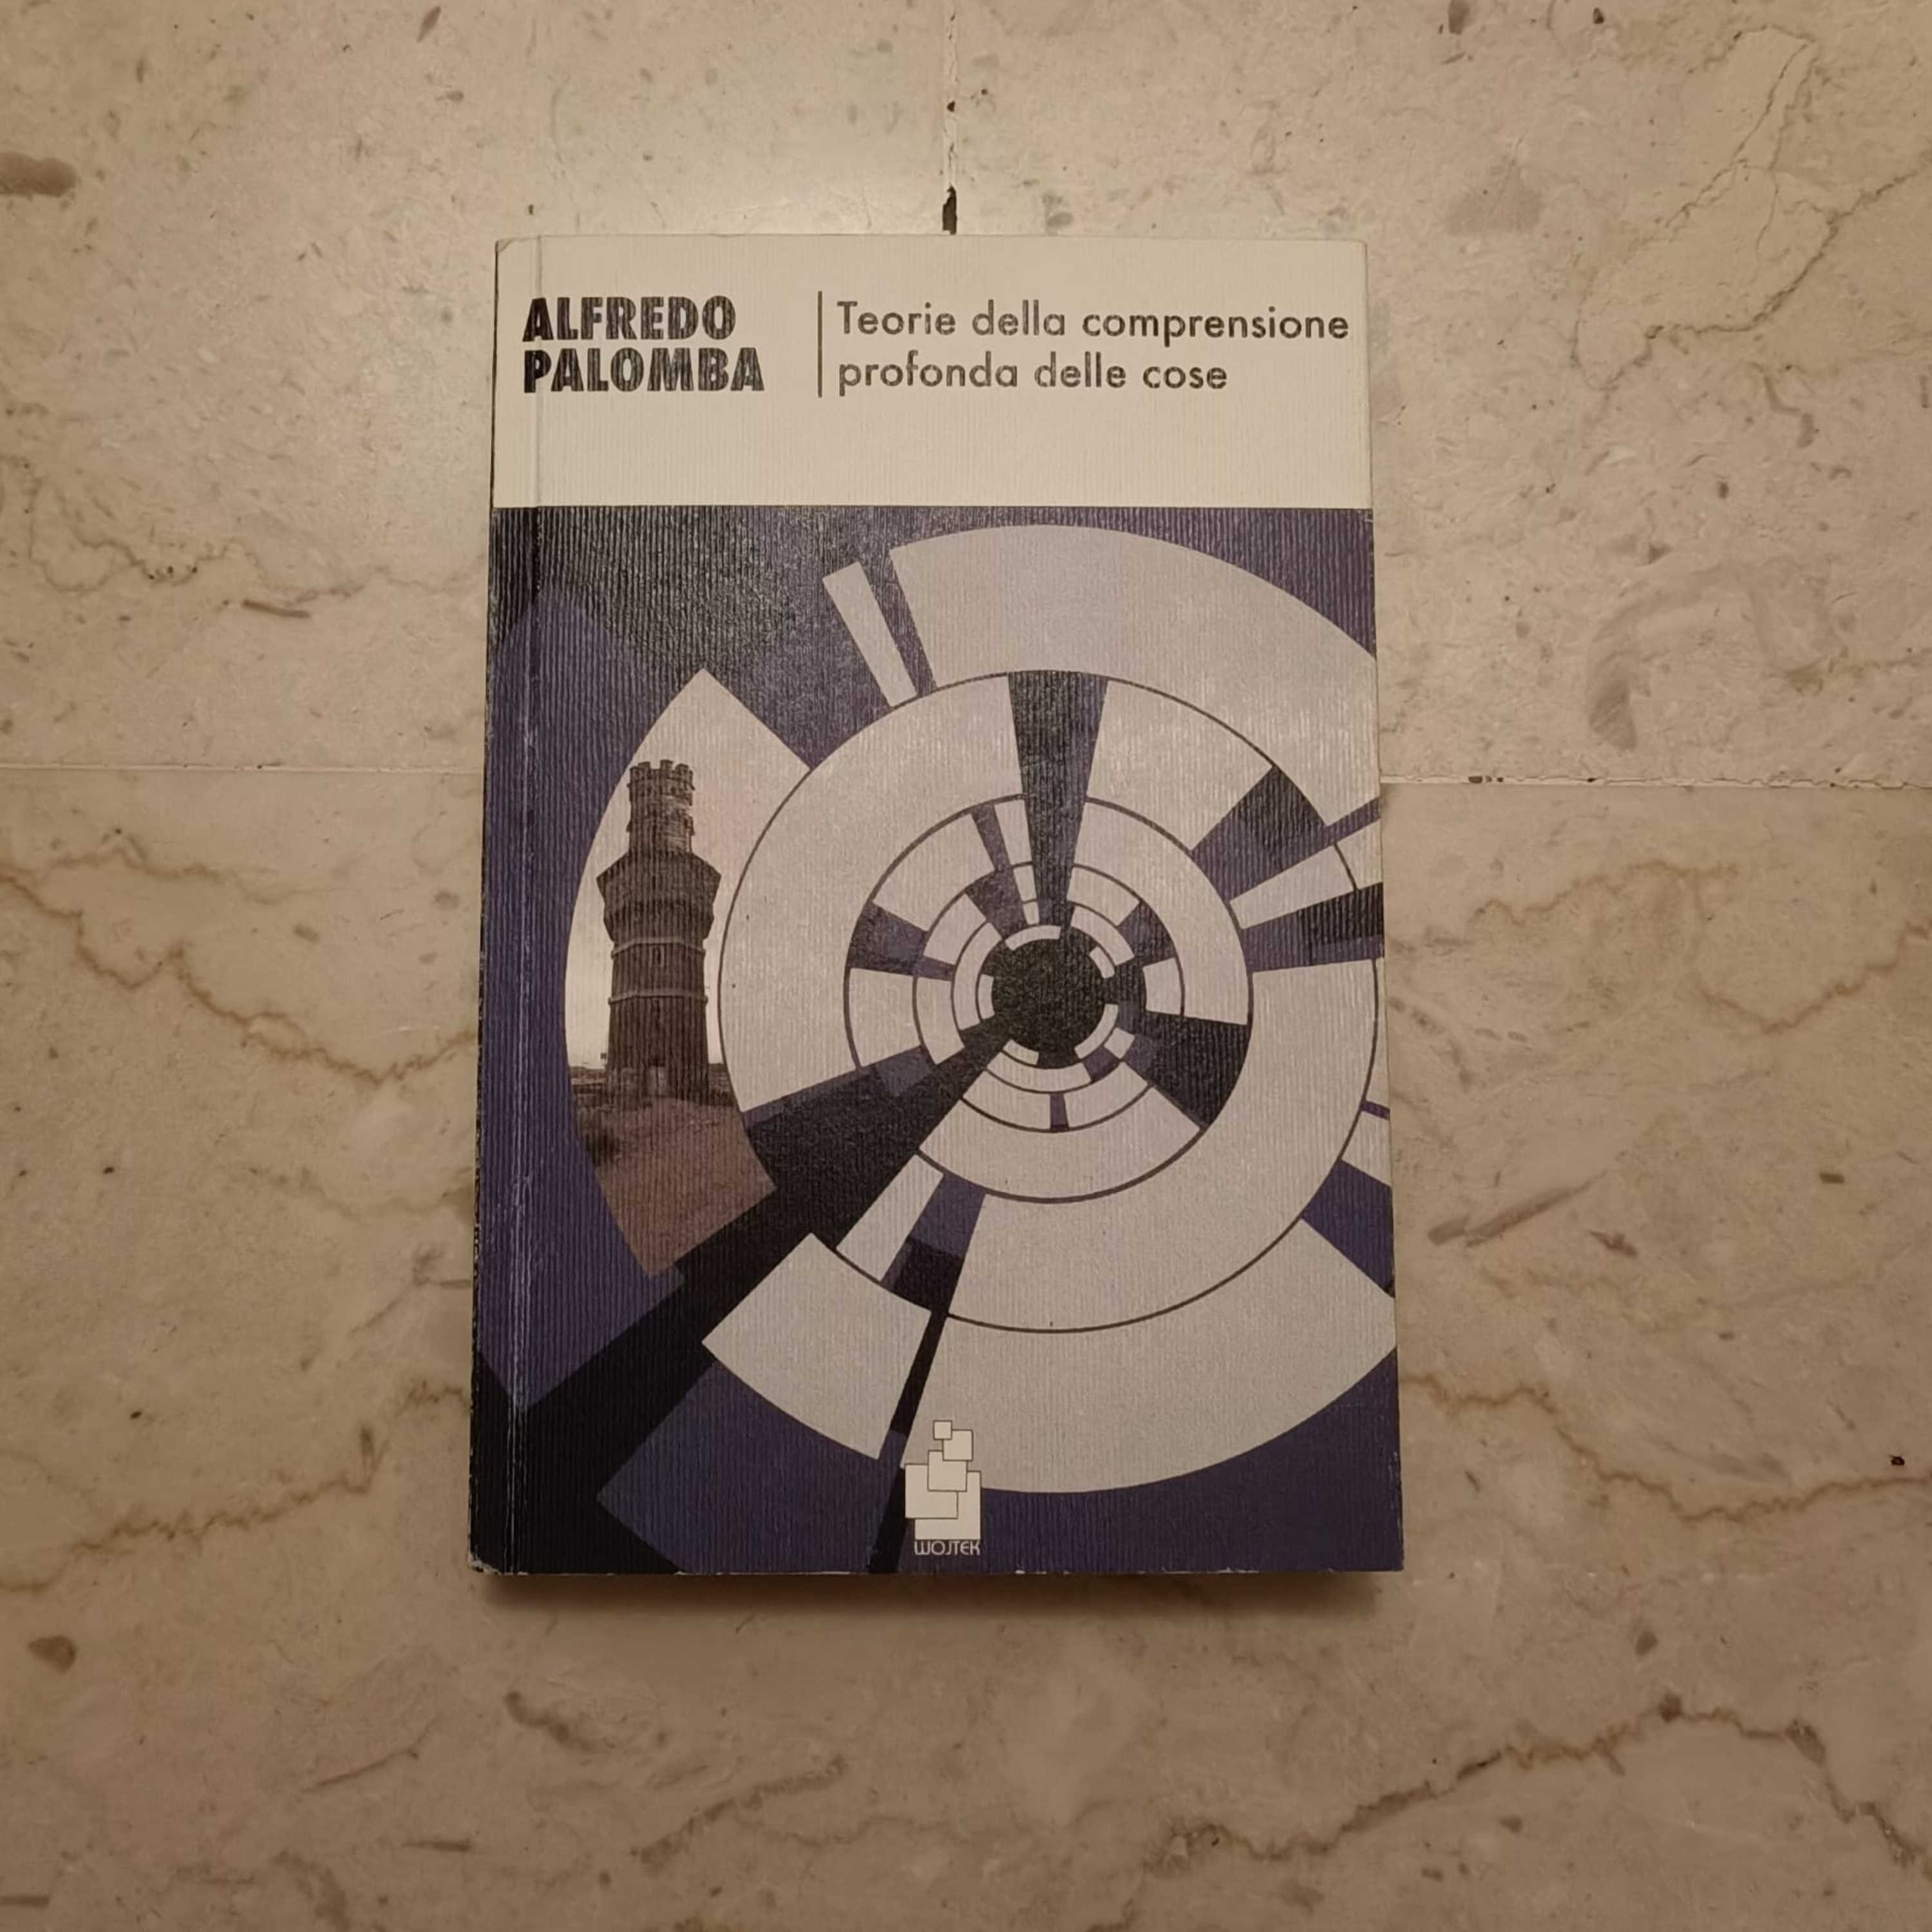 ALFREDO
PALOMBA
Teorie della comprensione
profonda delle cose
WOJTEK